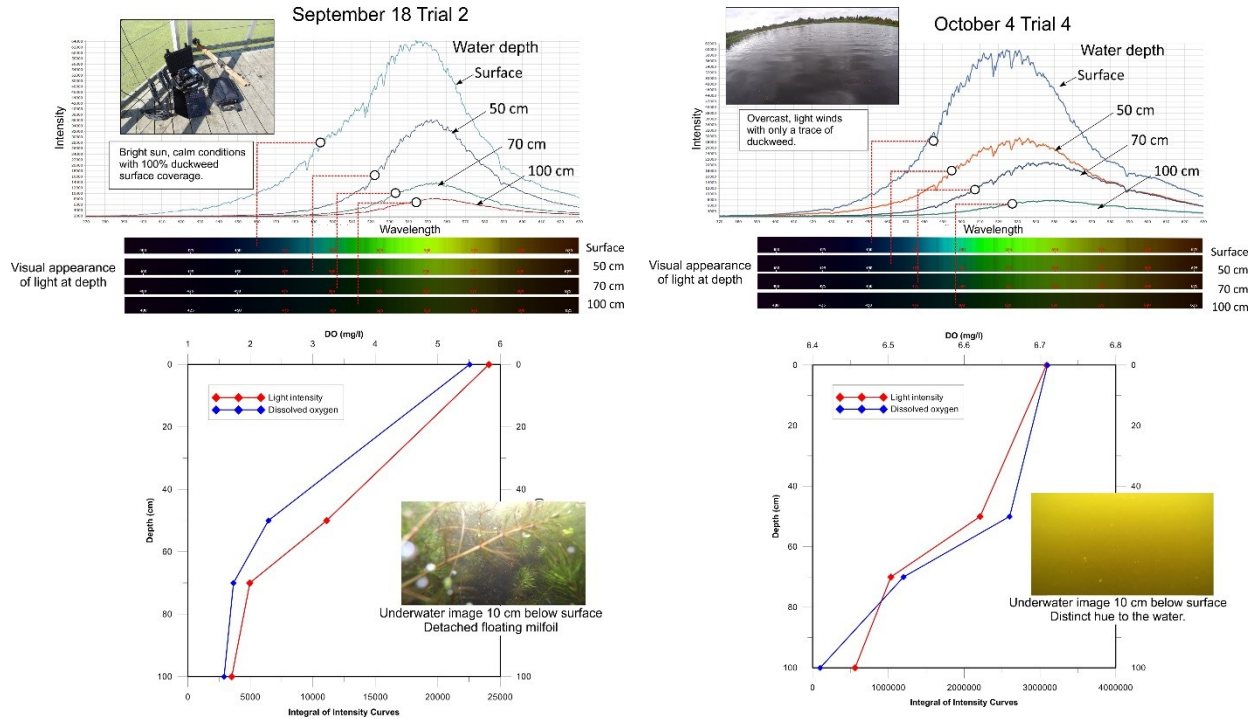 September 18 Trial 2
Water depth
Surface
50 cm
70 cm
100 cm
Intensity
Bright sun, calm conditions
with 100% duckweed
surface coverage.
Wavelength
Visual appearance
of light at depth
Surface
50 cm
70 cm
100 cm
DO (mg/l)
1 2 3 4 5 6
Light intensity
Dissolved oxygen
Depth (cm)
0 0
20 20
40 40
60
80
100 100
Underwater image 10 cm below surface
Detached floating milfoil
0 5000 10000 15000 20000 25000
Integral of Intensity Curves
October 4 Trial 4
Water depth
Surface
50 cm
70 cm
100 cm
Intensity
Overcast, light winds
with only a trace of
duckweed.
Wavelength
Visual appearance
of light at depth
Surface
50 cm
70 cm
100 cm
DO (mg/l)
6.4 6.5 6.6 6.7 6.8
Light intensity
Dissolved oxygen
Depth (cm)
0 0
20 20
40 40
60
80
100 100
Underwater image 10 cm below surface
Distinct hue to the water.
0 1000000 2000000 3000000 4000000
Integral of Intensity Curves